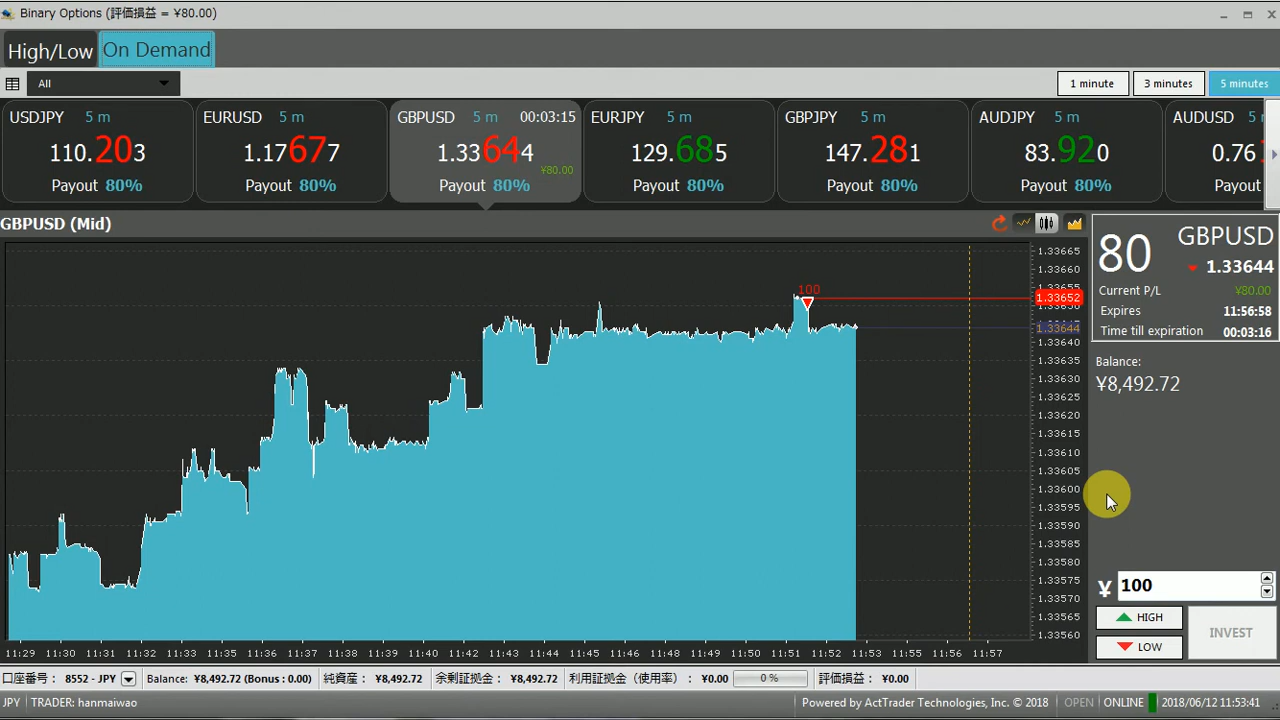 Binary Options (評価損益 = ¥80.00)
High/Low On Demand
All 1 minute 3 minutes 5 minutes
USDJPY 5 m EURUSD 5 m GBPUSD 5 m 00:03:15 EURJPY 5 m GBPJPY 5 m AUDJPY 5 m AUDUSD
110.203 1.17677 1.33644 129.685 147.281 83.920 0.76
¥80.00
Payout 80% Payout 80% Payout 80% Payout 80% Payout 80% Payout 80% Payout
GBPUSD (Mid)
80 GBPUSD
1.33644
Current P/L ¥80.00
Expires 11:56:58
Time till expiration 00:03:16
Balance:
¥8,492.72
100
1.33665
1.33660
1.33655
1.33652
1.33644
1.33640
1.33635
1.33630
1.33625
1.33620
1.33615
1.33610
1.33605
1.33600
1.33595
1.33590
1.33585
1.33580
1.33575
1.33570
1.33565
1.33560
¥ 100
HIGH
LOW
INVEST
11:29 11:30 11:31 11:32 11:33 11:34 11:35 11:36 11:37 11:38 11:39 11:40 11:41 11:42 11:43 11:44 11:45 11:46 11:47 11:48 11:49 11:50 11:51 11:52 11:53 11:55 11:56 11:57
口座番号： 8552 - JPY Balance: ¥8,492.72 (Bonus : 0.00) 純資産： ¥8,492.72 余剰証拠金： ¥8,492.72 利用証拠金（使用率）： ¥0.00 0 % 評価損益： ¥0.00
JPY TRADER: hanmaiwao Powered by ActTrader Technologies, Inc. © 2018 OPEN ONLINE 2018/06/12 11:53:41